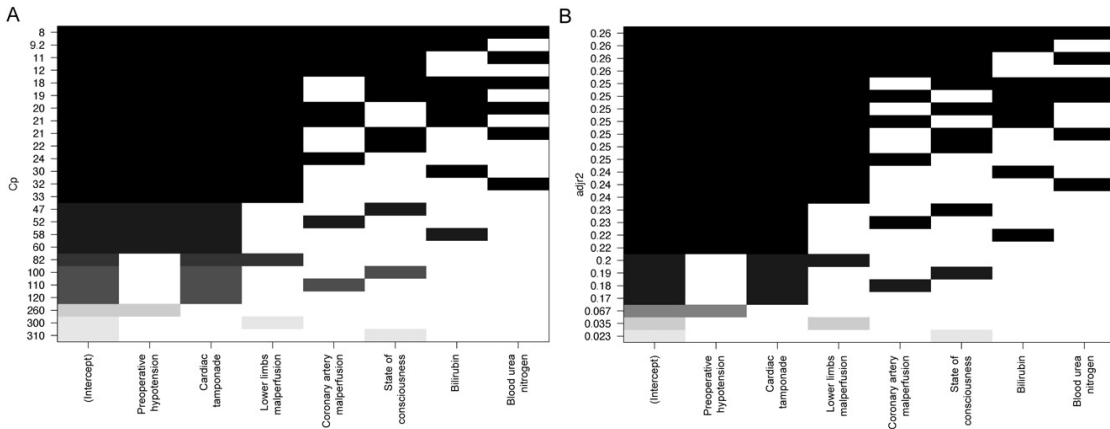 A
8
9.2
11
12
18
19
20
21
21
22
24
30
32
33
47
52
58
60
82
100
110
120
260
300
310
Cp
(Intercept)
Preoperative
hypotension
Cardiac
tamponade
Lower limbs
malperfusion
Coronary artery
malperfusion
State of
consciousness
Bilirubin
Blood urea
nitrogen
B
0.26
0.26
0.26
0.26
0.25
0.25
0.25
0.25
0.25
0.25
0.25
0.24
0.24
0.24
0.23
0.23
0.22
0.22
0.2
0.19
0.18
0.17
0.067
0.035
0.023
adjr2
(Intercept)
Preoperative
hypotension
Cardiac
tamponade
Lower limbs
malperfusion
Coronary artery
malperfusion
State of
consciousness
Bilirubin
Blood urea
nitrogen